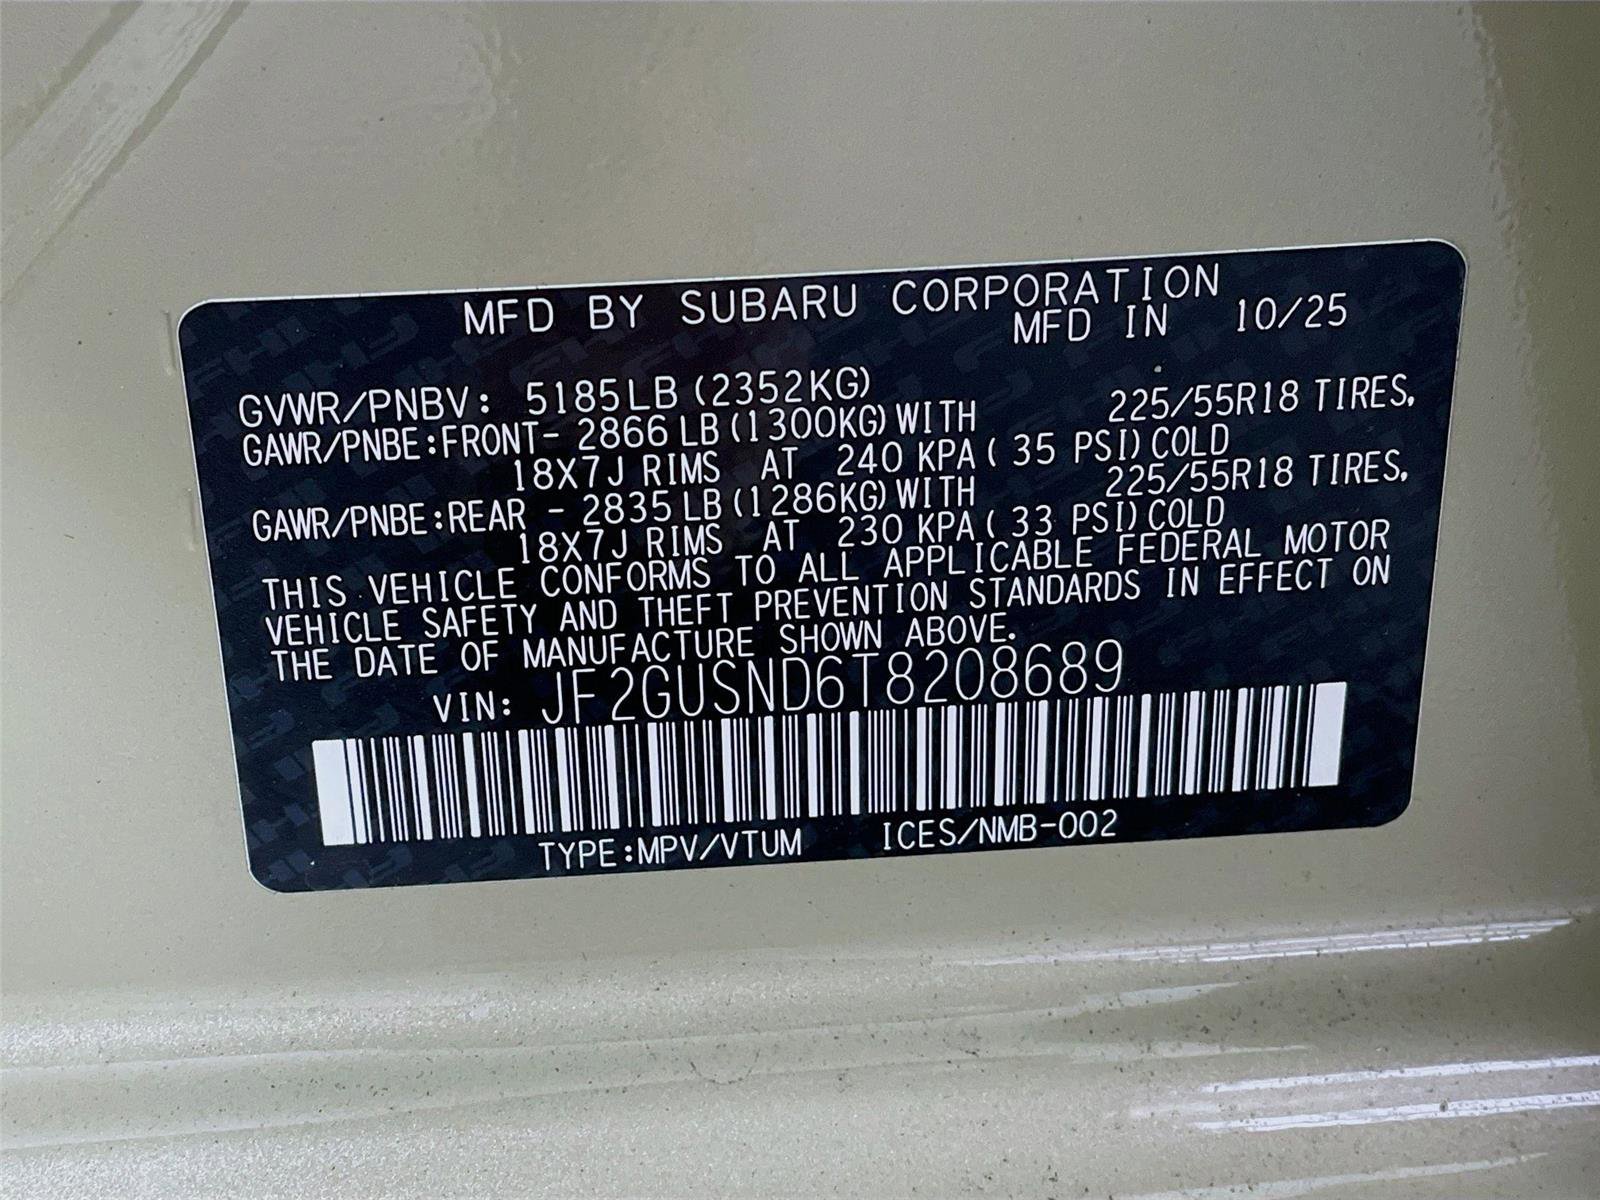 MFD BY SUBARU CORPORATION
MFD IN 10/25
GVWR/PNBV: 5185LB (2352KG)
GAWR/PNBE:FRONT- 2866 LB (1300KG) WITH 225/55R18 TIRES,
18X7J RIMS AT 240 KPA ( 35 PSI) COLD
GAWR/PNBE:REAR - 2835 LB (1286KG) WITH 225/55R18 TIRES,
18X7J RIMS AT 230 KPA ( 33 PSI) COLD
THIS VEHICLE CONFORMS TO ALL APPLICABLE FEDERAL MOTOR
VEHICLE SAFETY AND THEFT PREVENTION STANDARDS IN EFFECT ON
THE DATE OF MANUFACTURE SHOWN ABOVE.
VIN: JF2GUSND6T8208689
TYPE:MPV/VTUM ICES/NMB-002